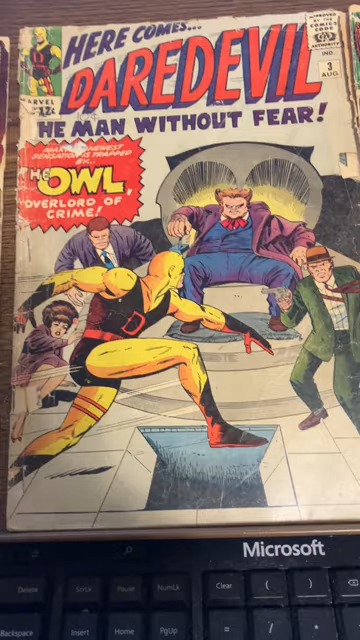 HERE COMES...
DAREDEVIL
APPROVED
BY THE
COMICS
CODE
AUTHORITY
IND.
3
AUG
MARVEL
12¢
THE MAN WITHOUT FEAR!
NEWEST
SENSATION IS TRAPPED
BY...
THE
OWL,
OVERLORD OF
CRIME!
D
Microsoft
Delete
ScrLk
Pause
NumLk
Clear
(
)
Backspace
Insert
Home
PgUp
=
/
*